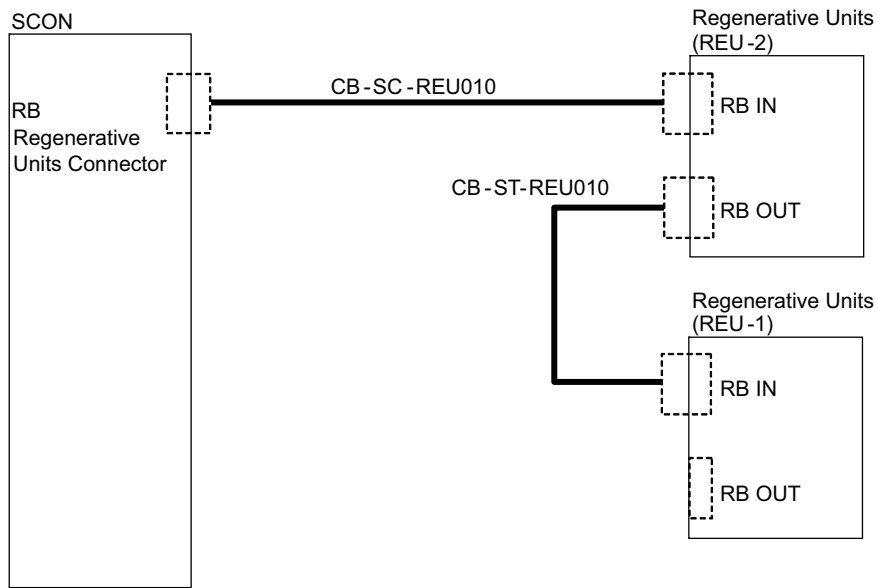 SCON
Regenerative Units
(REU-2)
CB-SC-REU010
RB
Regenerative
Units Connector
RB IN
CB-ST-REU010
RB OUT
Regenerative Units
(REU-1)
RB IN
RB OUT